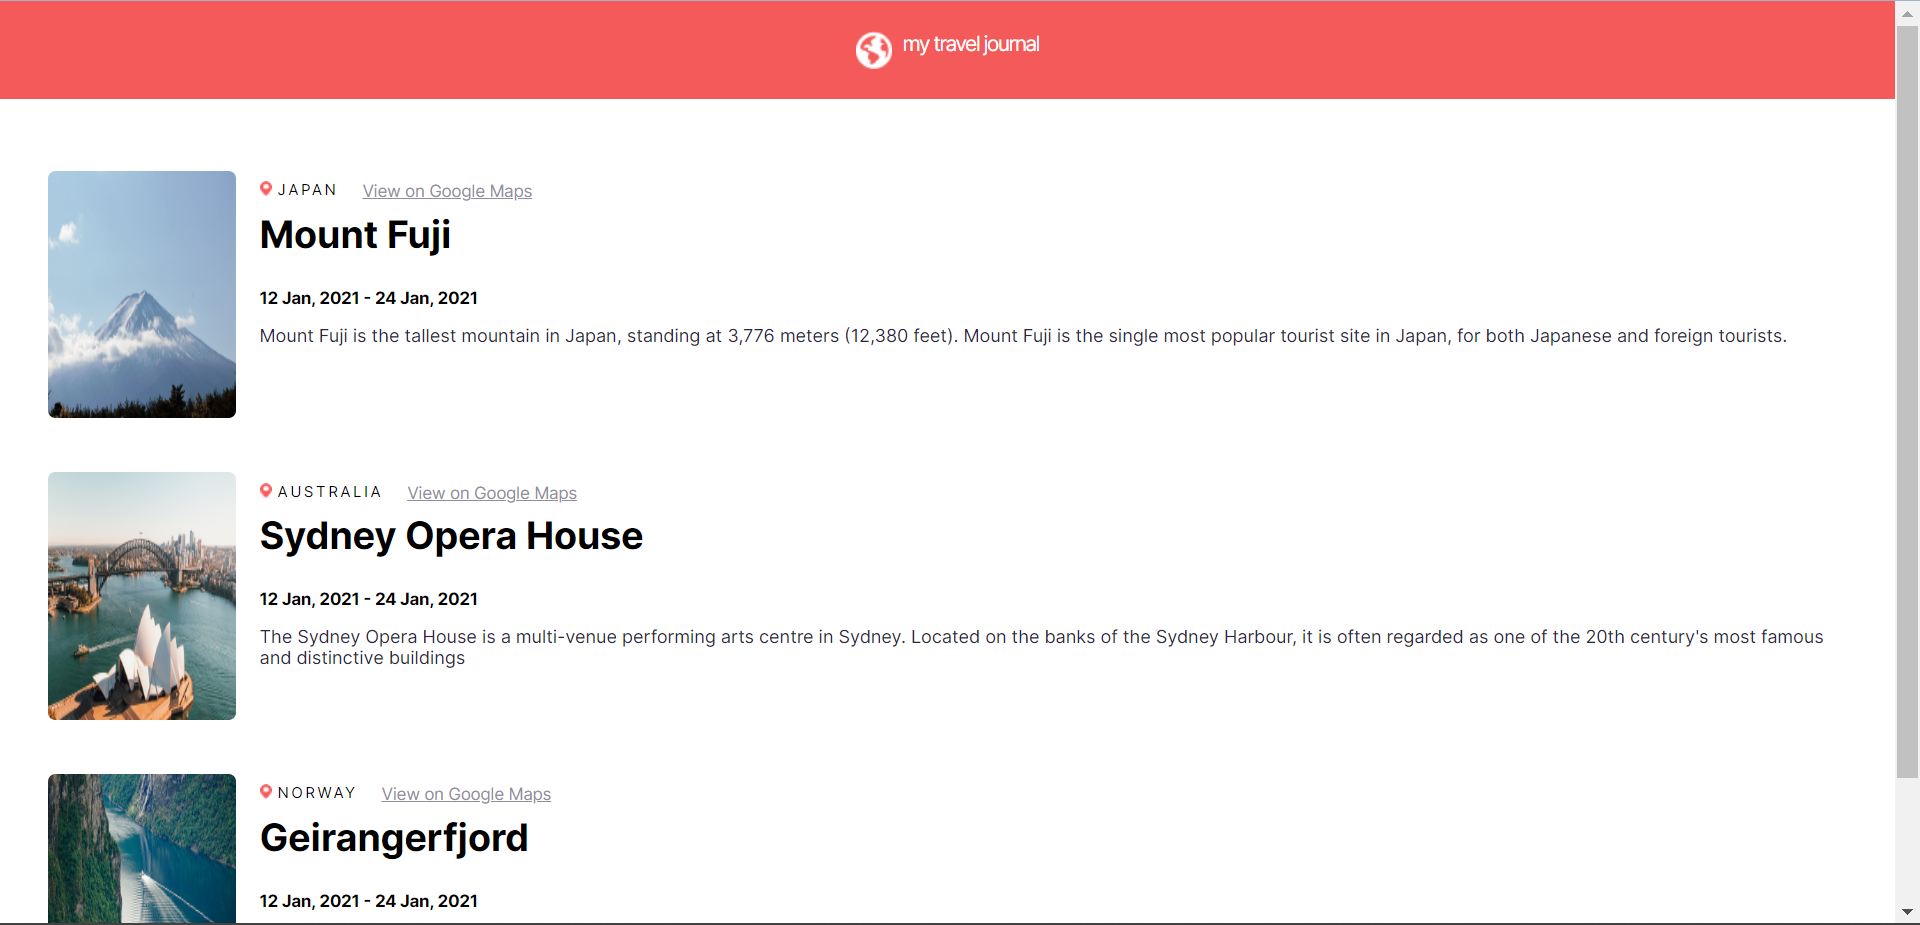 my travel journal
JAPAN View on Google Maps
Mount Fuji
12 Jan, 2021 - 24 Jan, 2021
Mount Fuji is the tallest mountain in Japan, standing at 3,776 meters (12,380 feet). Mount Fuji is the single most popular tourist site in Japan, for both Japanese and foreign tourists.
AUSTRALIA View on Google Maps
Sydney Opera House
12 Jan, 2021 - 24 Jan, 2021
The Sydney Opera House is a multi-venue performing arts centre in Sydney. Located on the banks of the Sydney Harbour, it is often regarded as one of the 20th century's most famous
and distinctive buildings
NORWAY View on Google Maps
Geirangerfjord
12 Jan, 2021 - 24 Jan, 2021